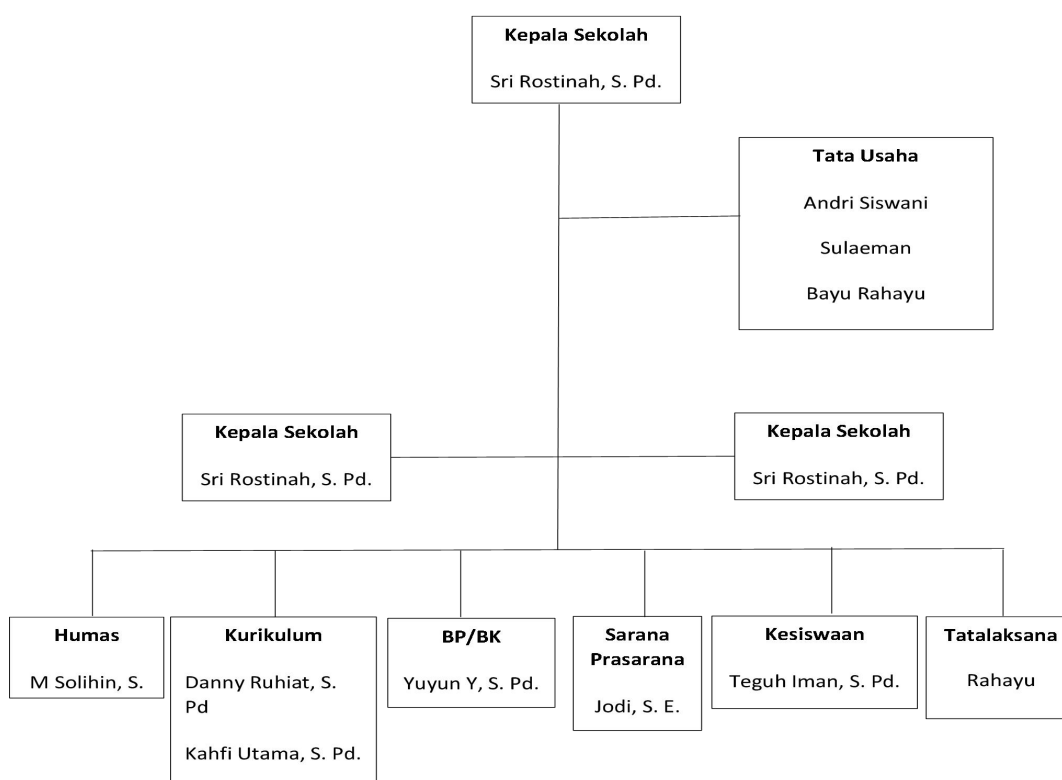 Kepala Sekolah
Sri Rostinah, S. Pd.
Tata Usaha
Andri Siswani
Sulaeman
Bayu Rahayu
Kepala Sekolah
Sri Rostinah, S. Pd.
Kepala Sekolah
Sri Rostinah, S. Pd.
Humas
M Solihin, S.
Kurikulum
Danny Ruhiat, S.
Pd
Kahfi Utama, S. Pd.
BP/BK
Yuyun Y, S. Pd.
Sarana
Prasarana
Jodi, S. E.
Kesiswaan
Teguh Iman, S. Pd.
Tatalaksana
Rahayu